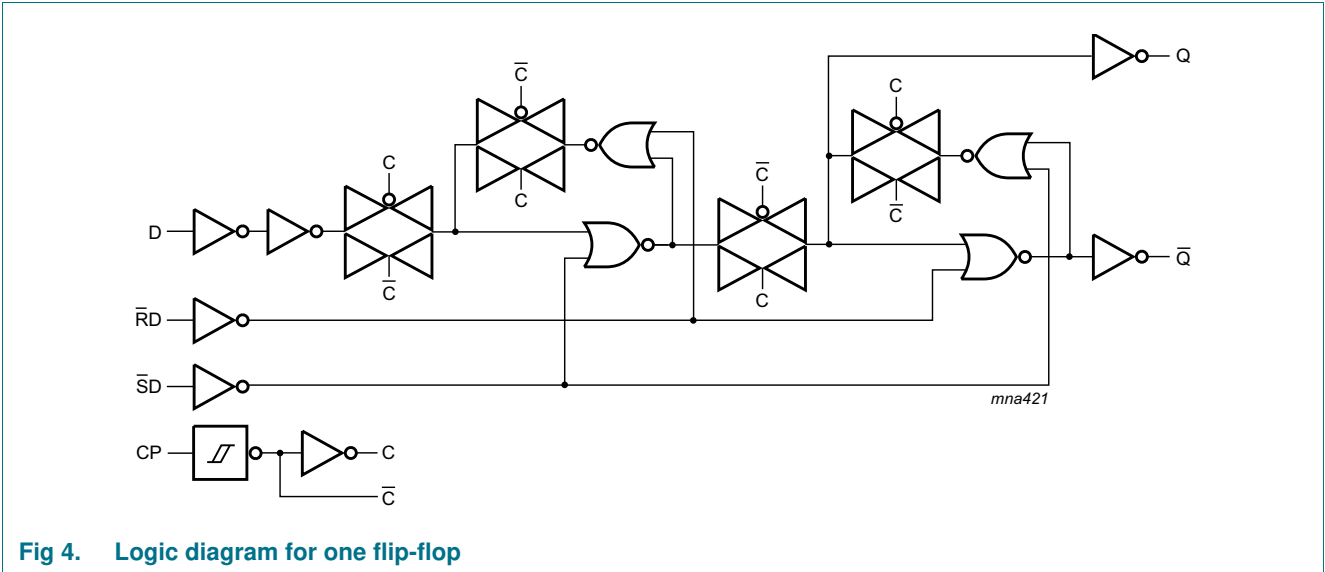 Q
C̅
C
C
C̅
C
C̅
D
C
C̅
C̅
Q̅
C
R̅D
S̅D
mna421
CP
C
C̅
Fig 4. Logic diagram for one flip-flop